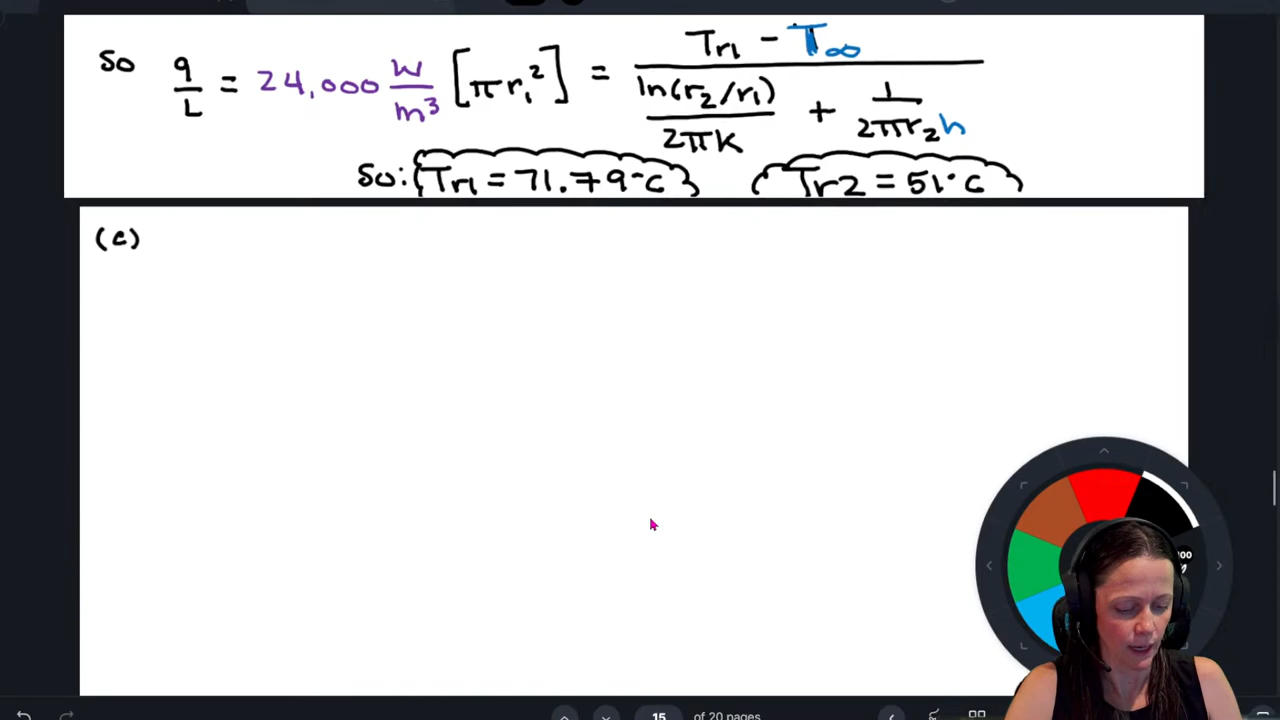 So q/L = 24,000 W/m³ [πr₁²] = (Tr₁ - T∞) / (ln(r₂/r₁)/2πk + 1/2πr₂h)
So: Tr₁ = 71.79°C Tr2 = 51°C
(c)
15 of 20 pages